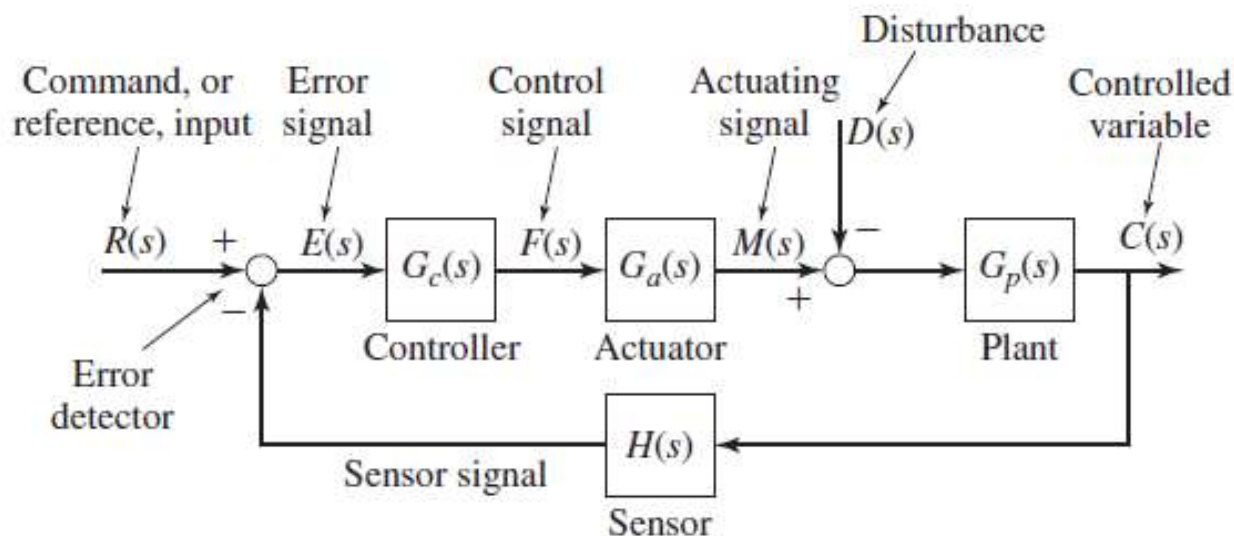 Disturbance
Command, or
reference, input
Error
signal
Control
signal
Actuating
signal
Controlled
variable
D(s)
R(s)
+
E(s)
F(s)
M(s)
−
C(s)
G_c(s)
G_a(s)
G_p(s)
−
+
Controller
Actuator
Plant
Error
detector
H(s)
Sensor signal
Sensor